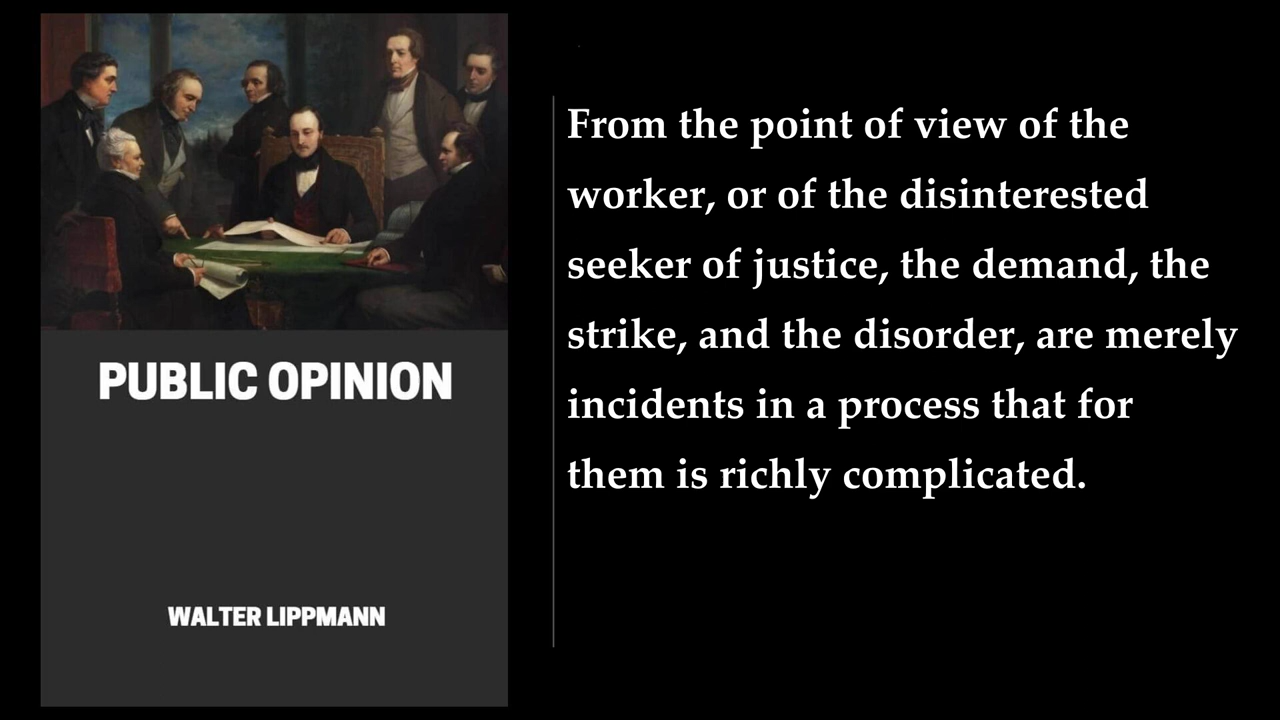 PUBLIC OPINION
WALTER LIPPMANN
From the point of view of the
worker, or of the disinterested
seeker of justice, the demand, the
strike, and the disorder, are merely
incidents in a process that for
them is richly complicated.